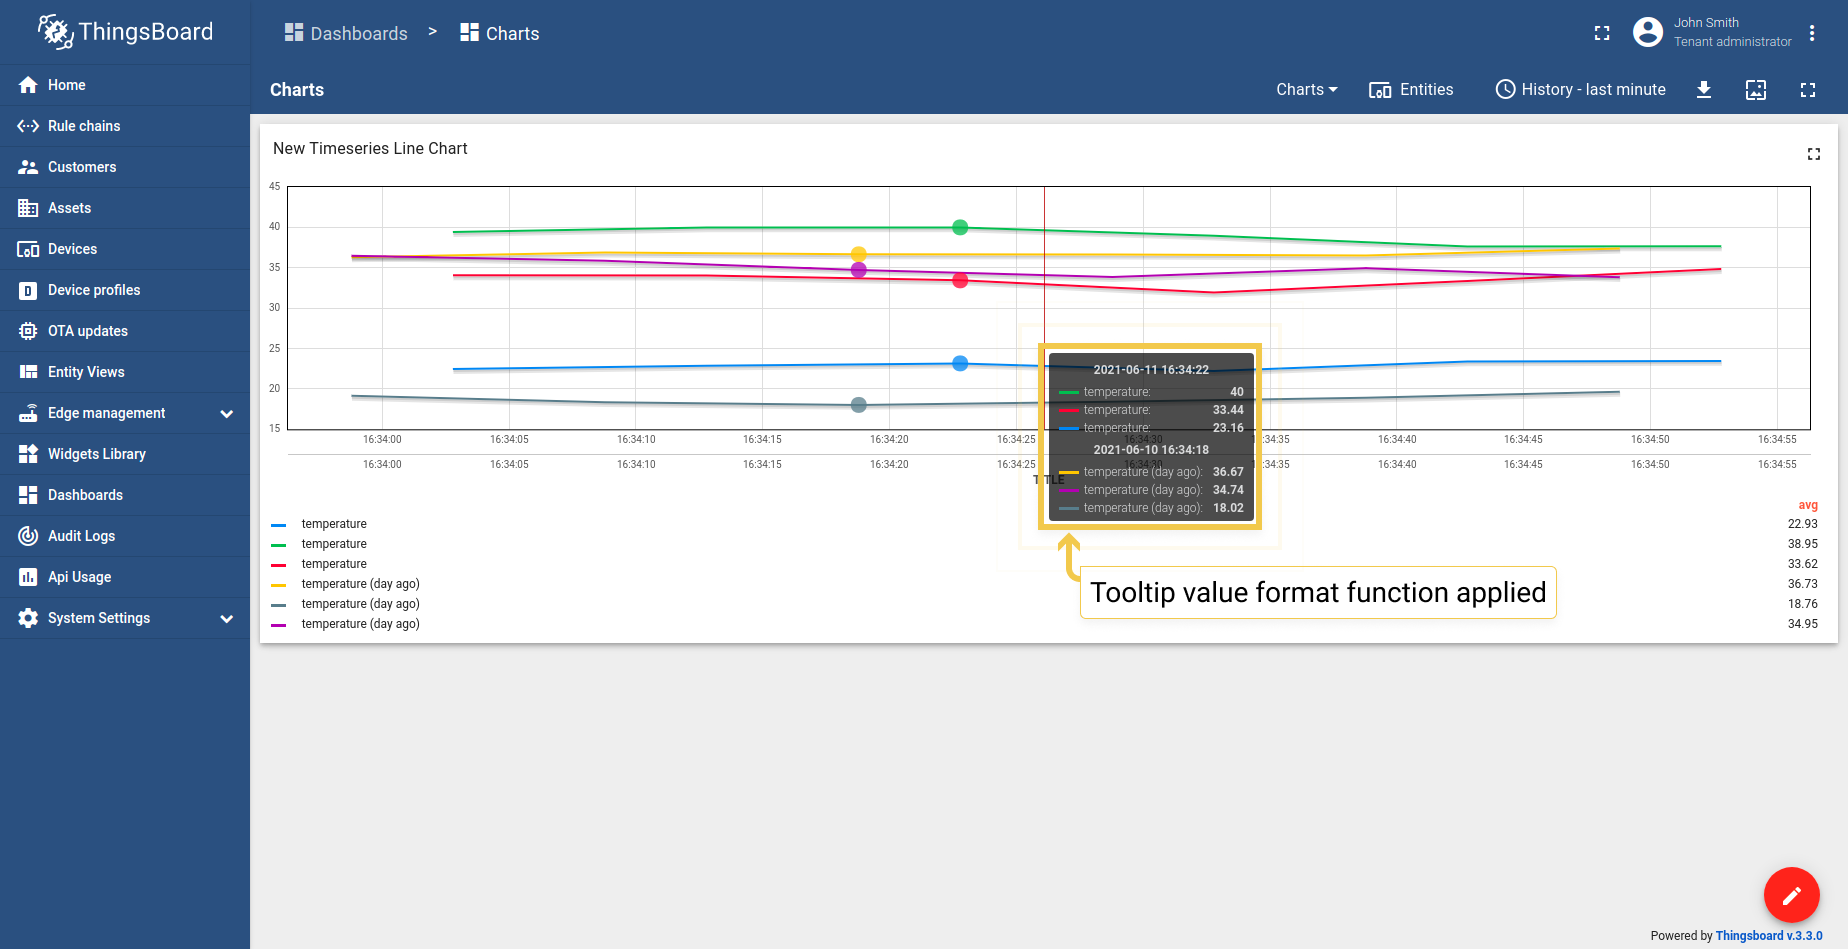 ThingsBoard
Dashboards > Charts
John Smith
Tenant administrator
Home
Rule chains
Customers
Assets
Devices
Device profiles
OTA updates
Entity Views
Edge management
Widgets Library
Dashboards
Audit Logs
Api Usage
System Settings
Charts
Charts Entities History - last minute
New Timeseries Line Chart
45
40
35
30
25
20
15
16:34:00 16:34:05 16:34:10 16:34:15 16:34:20 16:34:25 16:34:30 :34:35 16:34:40 16:34:45 16:34:50 16:34:55
16:34:00 16:34:05 16:34:10 16:34:15 16:34:20 16:34:25 16:34:30 :34:35 16:34:40 16:34:45 16:34:50 16:34:55
TITLE
2021-06-11 16:34:22
temperature: 40
temperature: 33.44
temperature: 23.16
2021-06-10 16:34:18
temperature (day ago): 36.67
temperature (day ago): 34.74
temperature (day ago): 18.02
Tooltip value format function applied
avg
temperature 22.93
temperature 38.95
temperature 33.62
temperature (day ago) 36.73
temperature (day ago) 18.76
temperature (day ago) 34.95
Powered by Thingsboard v.3.3.0